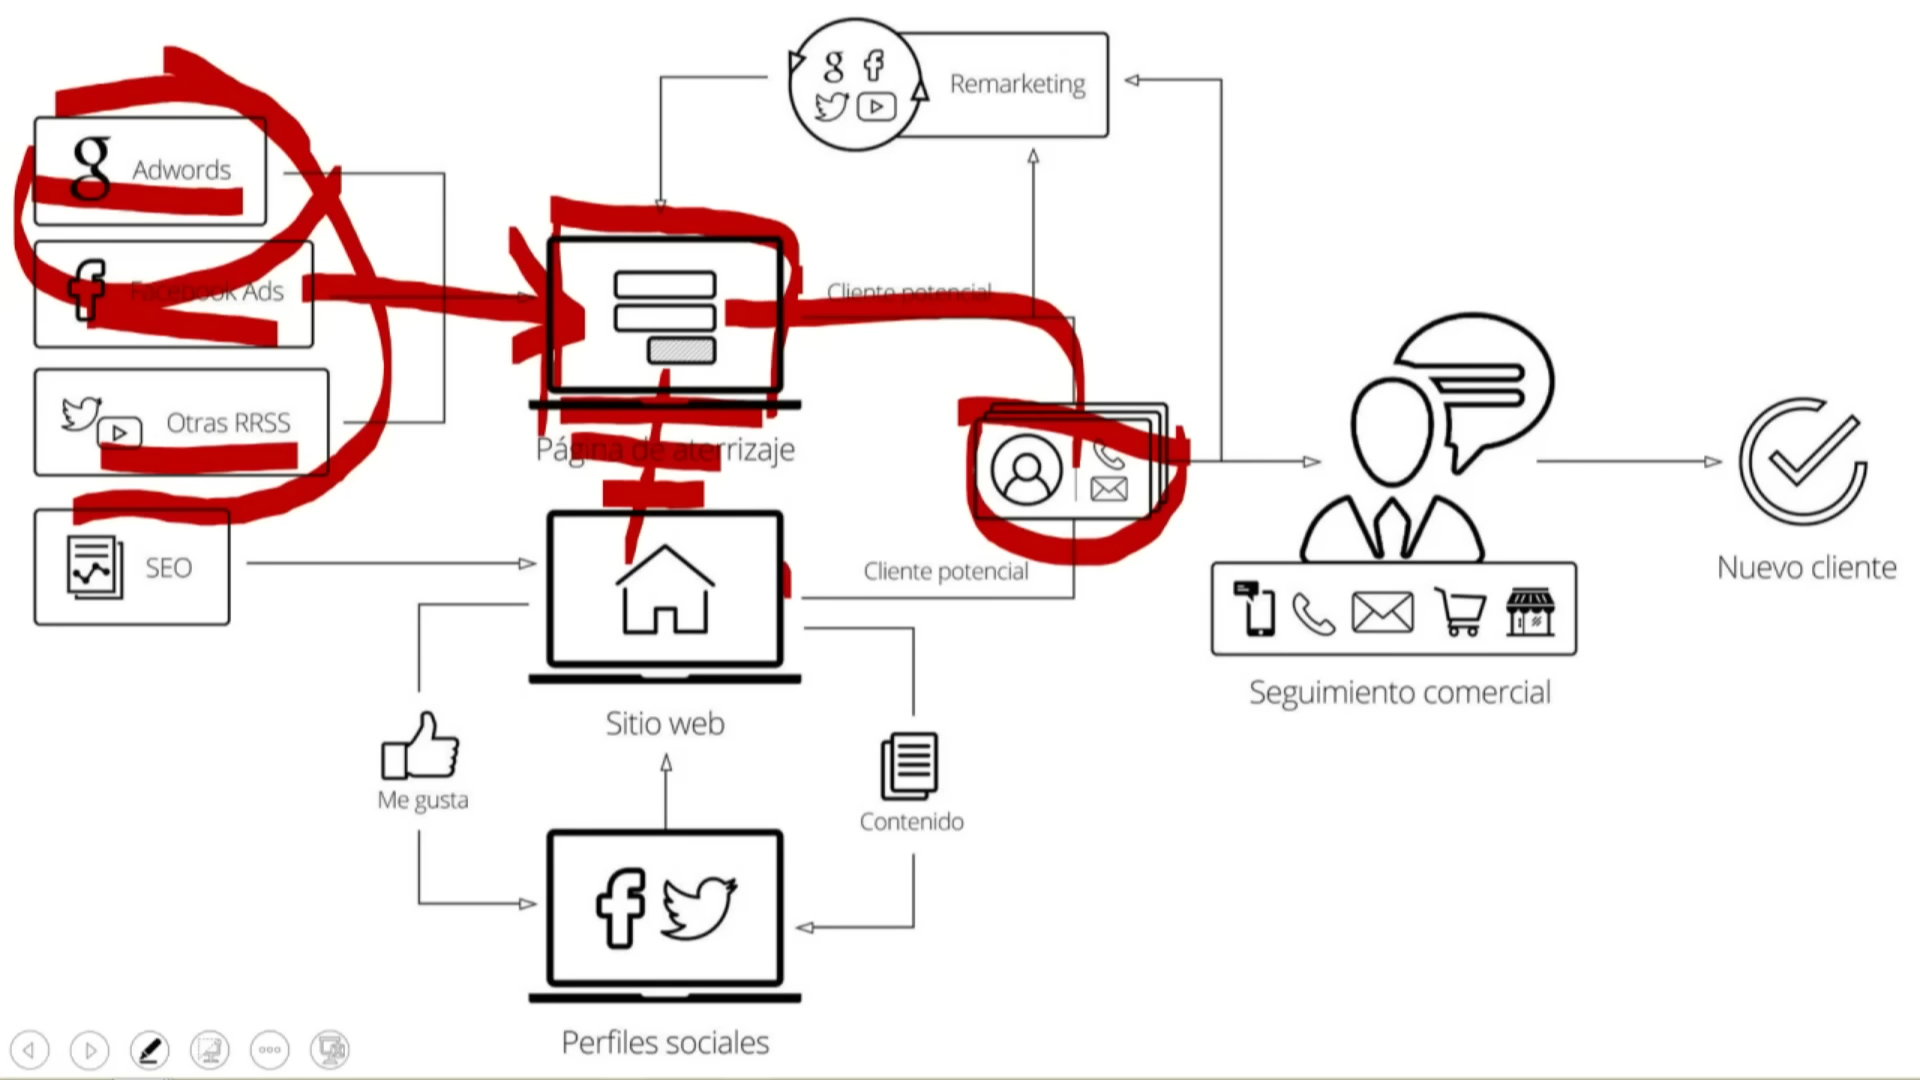 Remarketing
Adwords
Facebook Ads
Cliente potencial
Otras RRSS
Página de aterrizaje
SEO
Cliente potencial
Nuevo cliente
Seguimiento comercial
Sitio web
Me gusta
Contenido
Perfiles sociales